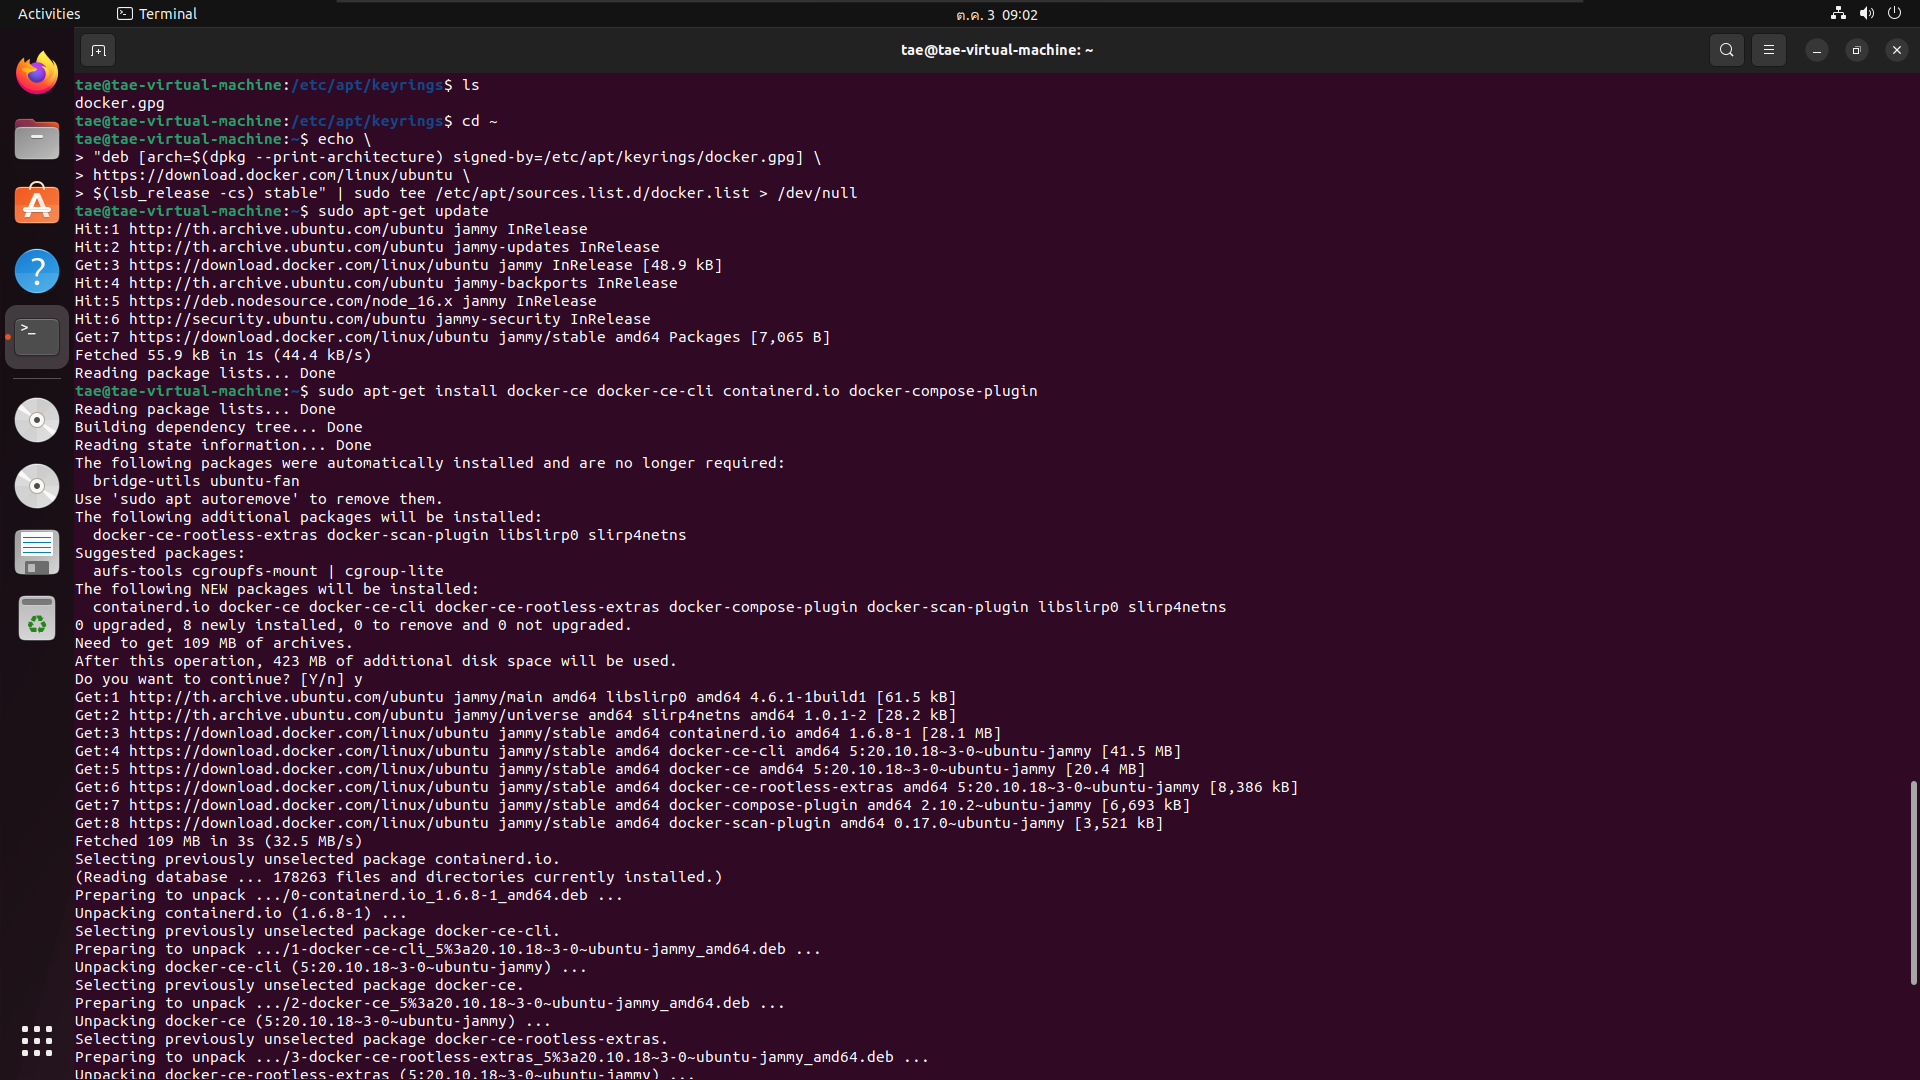 Activities
Terminal
ต.ค. 3 09:02
tae@tae-virtual-machine: ~
tae@tae-virtual-machine:/etc/apt/keyrings$ ls
docker.gpg
tae@tae-virtual-machine:/etc/apt/keyrings$ cd ~
tae@tae-virtual-machine:~$ echo \
> "deb [arch=$(dpkg --print-architecture) signed-by=/etc/apt/keyrings/docker.gpg] \
> https://download.docker.com/linux/ubuntu \
> $(lsb_release -cs) stable" | sudo tee /etc/apt/sources.list.d/docker.list > /dev/null
tae@tae-virtual-machine:~$ sudo apt-get update
Hit:1 http://th.archive.ubuntu.com/ubuntu jammy InRelease
Hit:2 http://th.archive.ubuntu.com/ubuntu jammy-updates InRelease
Get:3 https://download.docker.com/linux/ubuntu jammy InRelease [48.9 kB]
Hit:4 http://th.archive.ubuntu.com/ubuntu jammy-backports InRelease
Hit:5 https://deb.nodesource.com/node_16.x jammy InRelease
Hit:6 http://security.ubuntu.com/ubuntu jammy-security InRelease
Get:7 https://download.docker.com/linux/ubuntu jammy/stable amd64 Packages [7,065 B]
Fetched 55.9 kB in 1s (44.4 kB/s)
Reading package lists... Done
tae@tae-virtual-machine:~$ sudo apt-get install docker-ce docker-ce-cli containerd.io docker-compose-plugin
Reading package lists... Done
Building dependency tree... Done
Reading state information... Done
The following packages were automatically installed and are no longer required:
  bridge-utils ubuntu-fan
Use 'sudo apt autoremove' to remove them.
The following additional packages will be installed:
  docker-ce-rootless-extras docker-scan-plugin libslirp0 slirp4netns
Suggested packages:
  aufs-tools cgroupfs-mount | cgroup-lite
The following NEW packages will be installed:
  containerd.io docker-ce docker-ce-cli docker-ce-rootless-extras docker-compose-plugin docker-scan-plugin libslirp0 slirp4netns
0 upgraded, 8 newly installed, 0 to remove and 0 not upgraded.
Need to get 109 MB of archives.
After this operation, 423 MB of additional disk space will be used.
Do you want to continue? [Y/n] y
Get:1 http://th.archive.ubuntu.com/ubuntu jammy/main amd64 libslirp0 amd64 4.6.1-1build1 [61.5 kB]
Get:2 http://th.archive.ubuntu.com/ubuntu jammy/universe amd64 slirp4netns amd64 1.0.1-2 [28.2 kB]
Get:3 https://download.docker.com/linux/ubuntu jammy/stable amd64 containerd.io amd64 1.6.8-1 [28.1 MB]
Get:4 https://download.docker.com/linux/ubuntu jammy/stable amd64 docker-ce-cli amd64 5:20.10.18~3-0~ubuntu-jammy [41.5 MB]
Get:5 https://download.docker.com/linux/ubuntu jammy/stable amd64 docker-ce amd64 5:20.10.18~3-0~ubuntu-jammy [20.4 MB]
Get:6 https://download.docker.com/linux/ubuntu jammy/stable amd64 docker-ce-rootless-extras amd64 5:20.10.18~3-0~ubuntu-jammy [8,386 kB]
Get:7 https://download.docker.com/linux/ubuntu jammy/stable amd64 docker-compose-plugin amd64 2.10.2~ubuntu-jammy [6,693 kB]
Get:8 https://download.docker.com/linux/ubuntu jammy/stable amd64 docker-scan-plugin amd64 0.17.0~ubuntu-jammy [3,521 kB]
Fetched 109 MB in 3s (32.5 MB/s)
Selecting previously unselected package containerd.io.
(Reading database ... 178263 files and directories currently installed.)
Preparing to unpack .../0-containerd.io_1.6.8-1_amd64.deb ...
Unpacking containerd.io (1.6.8-1) ...
Selecting previously unselected package docker-ce-cli.
Preparing to unpack .../1-docker-ce-cli_5%3a20.10.18~3-0~ubuntu-jammy_amd64.deb ...
Unpacking docker-ce-cli (5:20.10.18~3-0~ubuntu-jammy) ...
Selecting previously unselected package docker-ce.
Preparing to unpack .../2-docker-ce_5%3a20.10.18~3-0~ubuntu-jammy_amd64.deb ...
Unpacking docker-ce (5:20.10.18~3-0~ubuntu-jammy) ...
Selecting previously unselected package docker-ce-rootless-extras.
Preparing to unpack .../3-docker-ce-rootless-extras_5%3a20.10.18~3-0~ubuntu-jammy_amd64.deb ...
Unpacking docker-ce-rootless-extras (5:20.10.18~3-0~ubuntu-jammy) ...